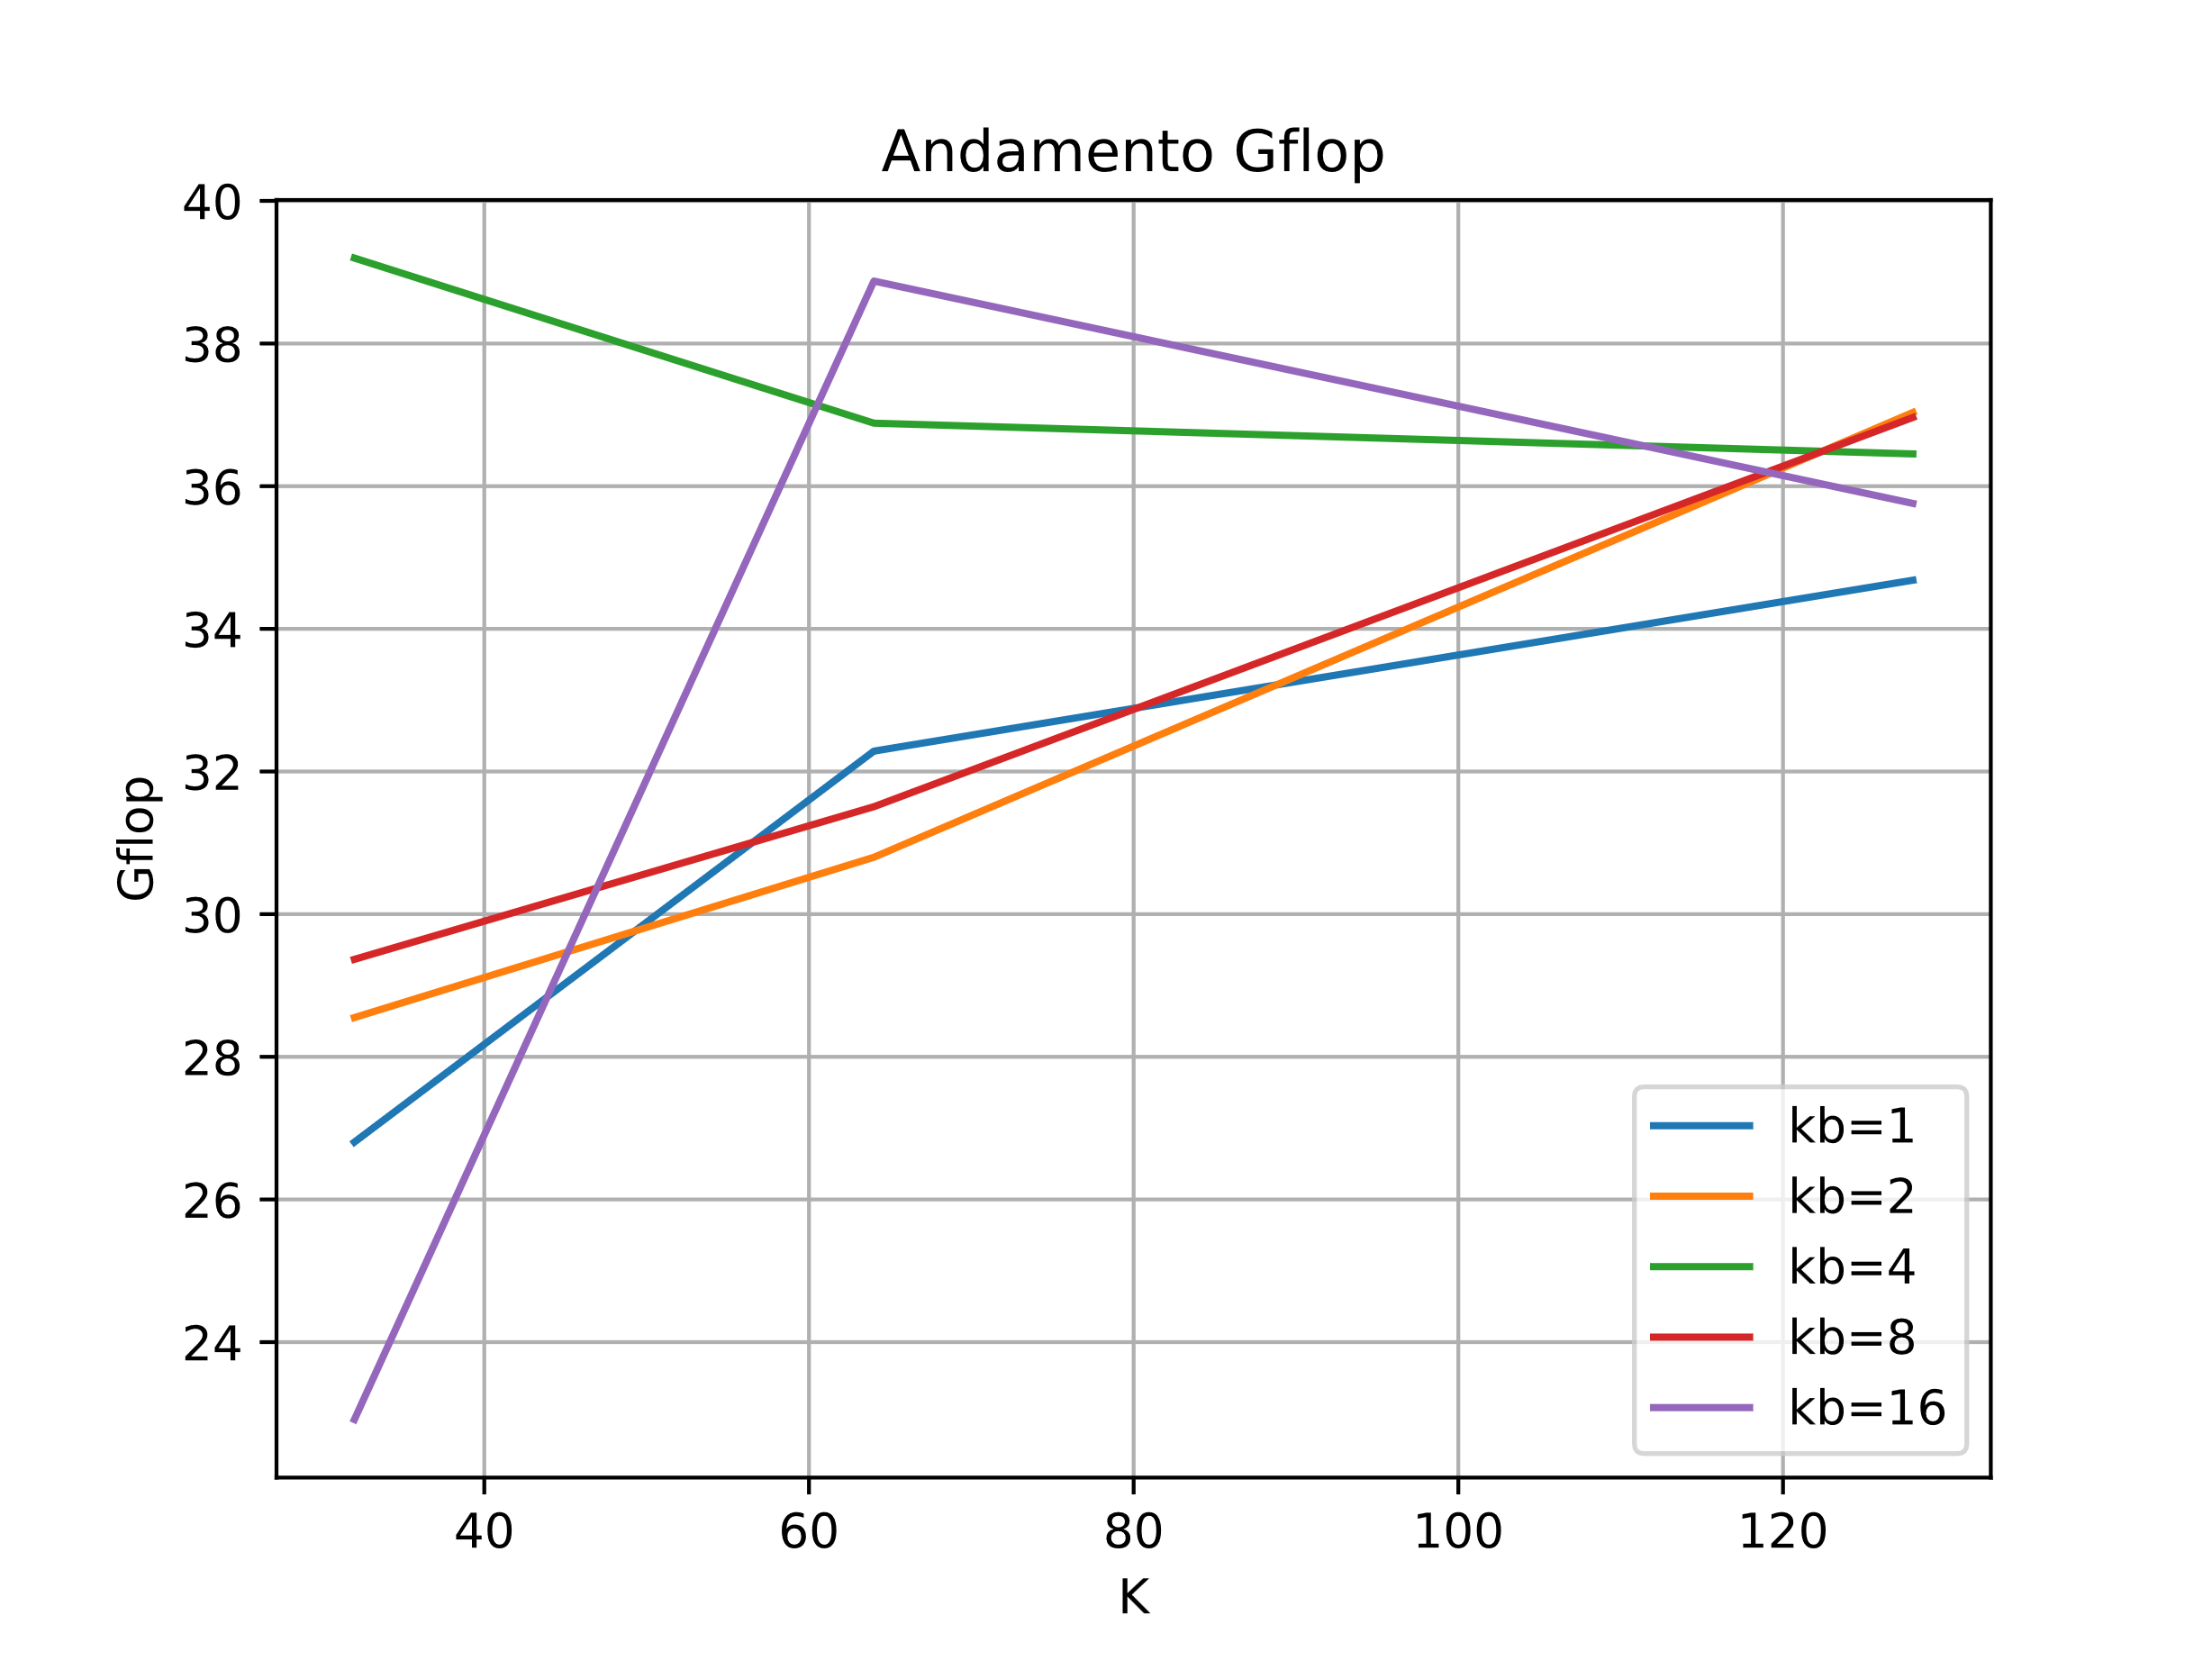 Andamento Gflop
40
38
36
34
32
30
28
26
24
Gflop
kb=1
kb=2
kb=4
kb=8
kb=16
40 60 80 100 120
K